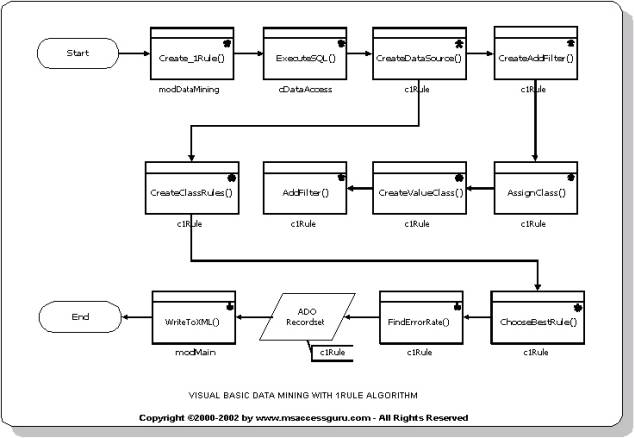 Start
Create_1Rule()
modDataMining
ExecuteSQL()
cDataAccess
CreateDataSource()
c1Rule
CreateAddFilter()
c1Rule
CreateClassRules()
c1Rule
AddFilter()
c1Rule
CreateValueClass()
c1Rule
AssignClass()
c1Rule
End
WriteToXML()
modMain
ADO
Recordset
c1Rule
FindErrorRate()
c1Rule
ChooseBestRule()
c1Rule
VISUAL BASIC DATA MINING WITH 1RULE ALGORITHM
Copyright ©2000-2002 by www.msaccessguru.com - All Rights Reserved